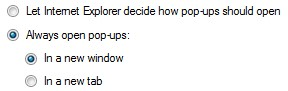 Let Internet Explorer decide how pop-ups should open
Always open pop-ups:
In a new window
In a new tab